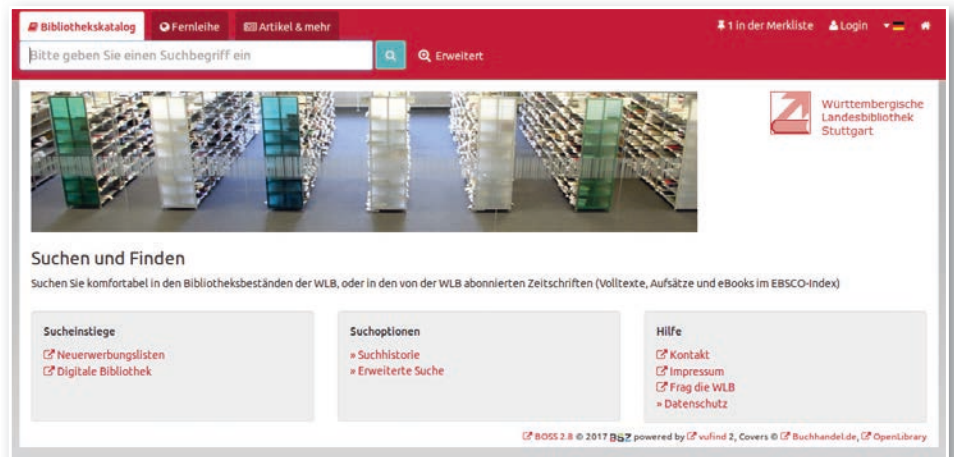 Bibliothekskatalog Fernleihe Artikel & mehr 1 in der Merkliste Login
Bitte geben Sie einen Suchbegriff ein Erweitert
Württembergische
Landesbibliothek
Stuttgart
Suchen und Finden
Suchen Sie komfortabel in den Bibliotheksbeständen der WLB, oder in den von der WLB abonnierten Zeitschriften (Volltexte, Aufsätze und eBooks im EBSCO-Index)
Sucheinstiege
Neuerwerbungslisten
Digitale Bibliothek
Suchoptionen
» Suchhistorie
» Erweiterte Suche
Hilfe
Kontakt
Impressum
Frag die WLB
» Datenschutz
BOSS 2.8 © 2017 BSZ powered by vufind 2, Covers © Buchhandel.de, OpenLibrary